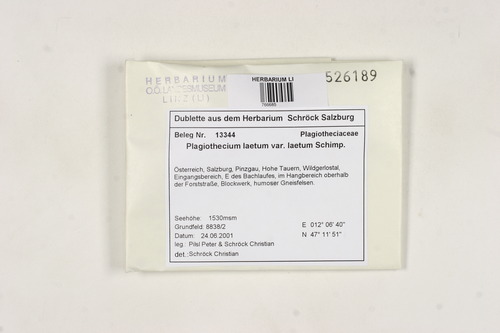 HERBARIUM
O.Ö.LANDESMUSEUM
LINZ (LI)
HERBARIUM LI
526189
Dublette aus dem Herbarium Schröck Salzburg
Beleg Nr. 13344 Plagiotheciaceae
Plagiothecium laetum var. laetum Schimp.
Österreich, Salzburg, Pinzgau, Hohe Tauern, Wildgerlostal,
Eingangsbereich, E des Bachlaufes, im Hangbereich oberhalb
der Forststraße, Blockwerk, humoser Gneisfelsen.
Seehöhe: 1530msm
Grundfeld: 8838/2 E 012° 06' 40"
Datum: 24.06.2001 N 47° 11' 51"
leg.: Pilsl Peter & Schröck Christian
det.:Schröck Christian